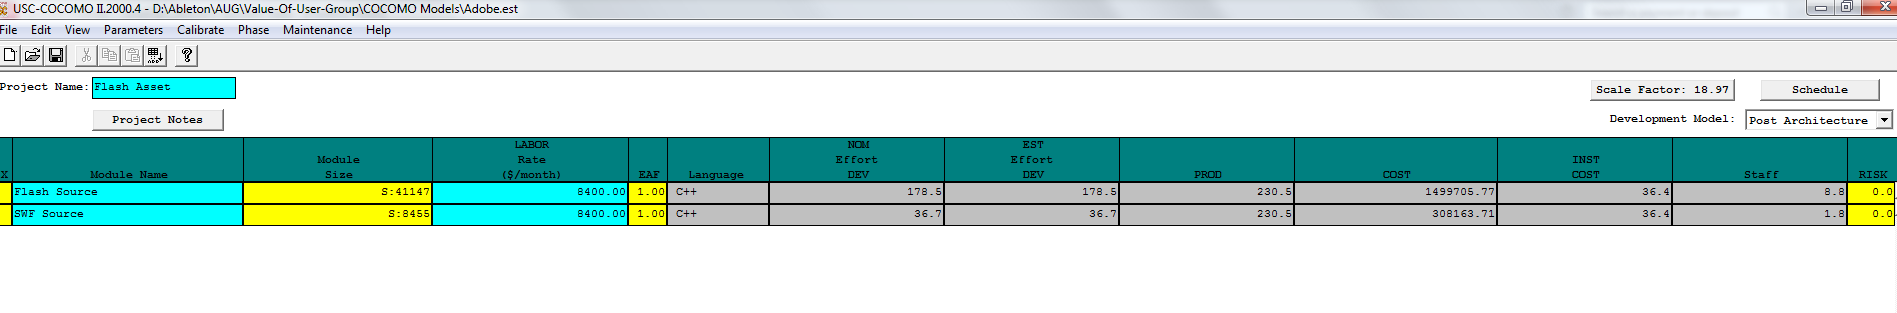 USC-COCOMO II.2000.4 - D:\Ableton\AUG\Value-Of-User-Group\COCOMO Models\Adobe.est
File Edit View Parameters Calibrate Phase Maintenance Help
Project Name: Flash Asset Scale Factor: 18.97 Schedule
Project Notes Development Model: Post Architecture
X Module Name Module Size LABOR Rate ($/month) EAF Language NOM Effort DEV EST Effort DEV PROD COST INST COST Staff RISK
Flash Source S:41147 8400.00 1.00 C++ 178.5 178.5 230.5 1499705.77 36.4 8.8 0.0
SWF Source S:8455 8400.00 1.00 C++ 36.7 36.7 230.5 308163.71 36.4 1.8 0.0